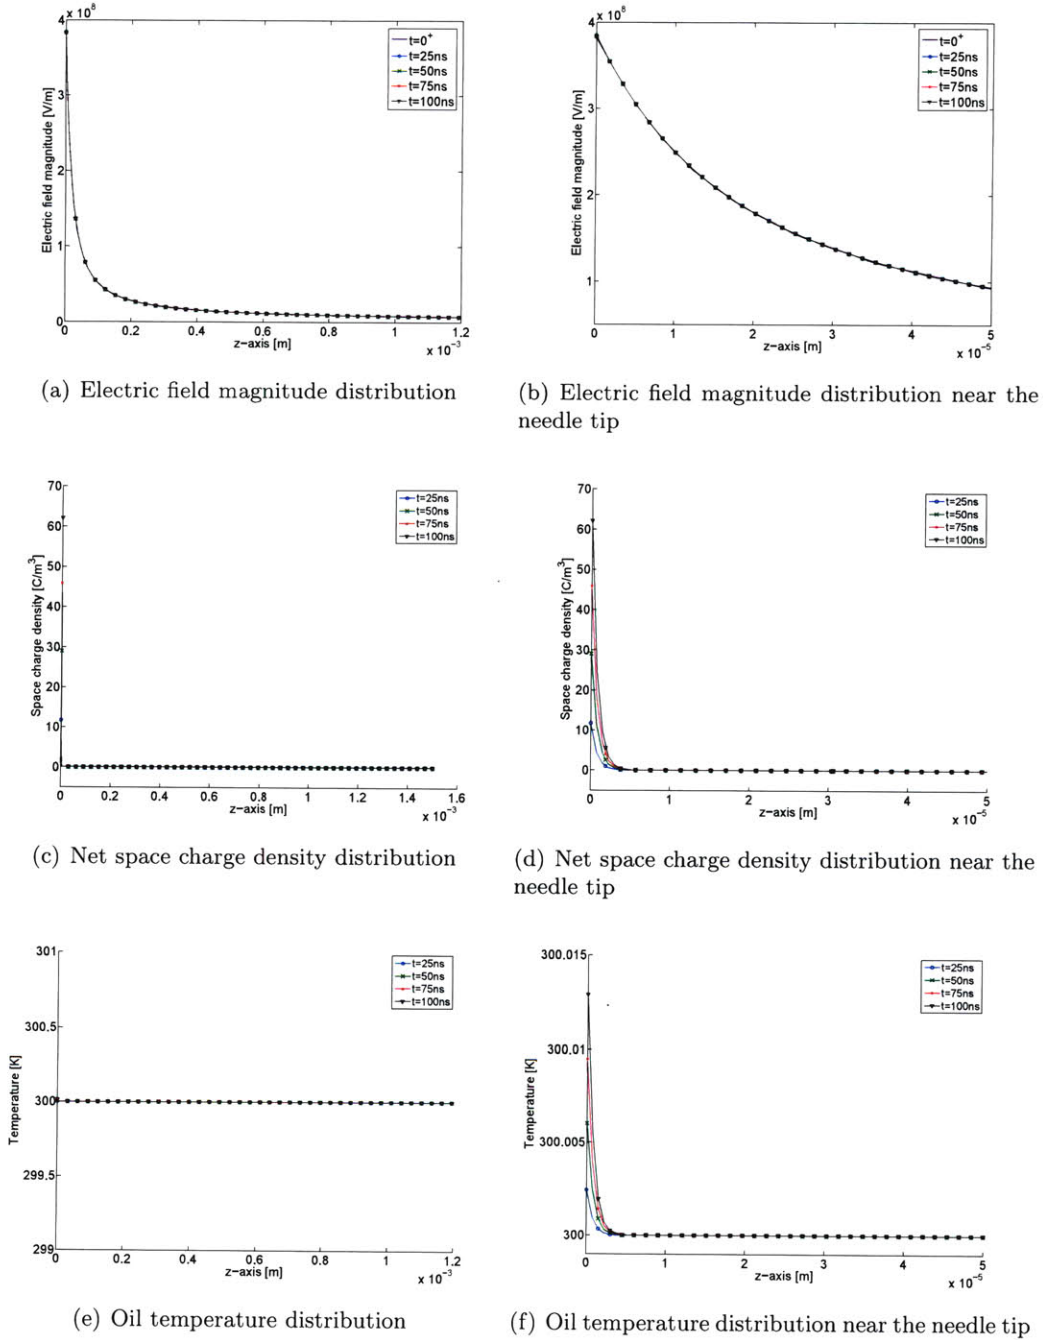 4 x 10^8
3
2
1
0
Electric field magnitude [V/m]
t=0+
t=25ns
t=50ns
t=75ns
t=100ns
0 0.2 0.4 0.6 0.8 1 1.2
z-axis [m]
x 10^-3
(a) Electric field magnitude distribution
4 x 10^8
3
2
1
Electric field magnitude [V/m]
t=0+
t=25ns
t=50ns
t=75ns
t=100ns
0 1 2 3 4 5
z-axis [m]
x 10^-5
(b) Electric field magnitude distribution near the
needle tip
70
60
50
40
30
20
10
0
Space charge density [C/m^3]
t=25ns
t=50ns
t=75ns
t=100ns
0 0.2 0.4 0.6 0.8 1 1.2 1.4 1.6
z-axis [m]
x 10^-3
(c) Net space charge density distribution
70
60
50
40
30
20
10
0
Space charge density [C/m^3]
t=25ns
t=50ns
t=75ns
t=100ns
0 1 2 3 4 5
z-axis [m]
x 10^-5
(d) Net space charge density distribution near the
needle tip
301
300.5
300
299.5
299
Temperature [K]
t=25ns
t=50ns
t=75ns
t=100ns
0 0.2 0.4 0.6 0.8 1 1.2
z-axis [m]
x 10^-3
(e) Oil temperature distribution
300.015
300.01
300.005
300
Temperature [K]
t=25ns
t=50ns
t=75ns
t=100ns
0 1 2 3 4 5
z-axis [m]
x 10^-5
(f) Oil temperature distribution near the needle tip